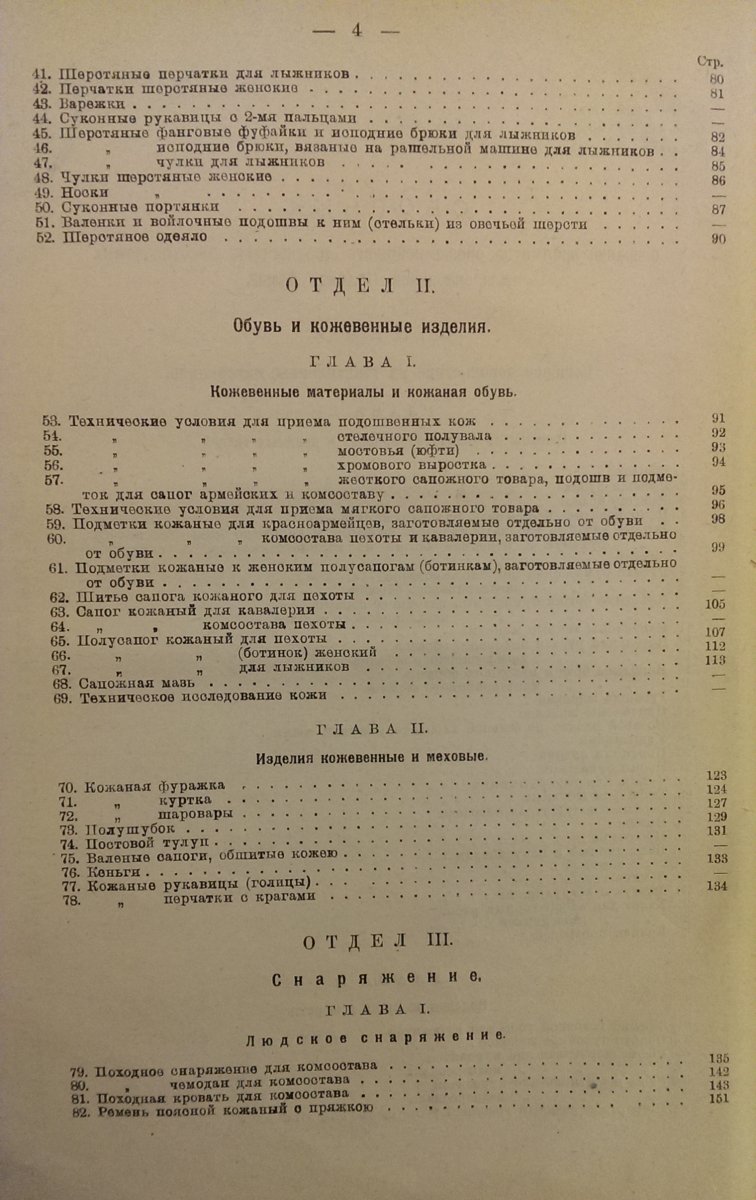 — 4 —
Стр.
41. Шерстяные перчатки для лыжников . . . . . . . . 80
42. Перчатки шерстяные женские . . . . . . . . 81
43. Варежки . . . . . . . . —
44. Суконные рукавицы с 2-мя пальцами . . . . . . . . —
45. Шерстяные фанговые фуфайки и исподние брюки для лыжников . . . . . . . 82
46. „ исподние брюки, вязаные на рашельной машине для лыжников . . 84
47. „ чулки для лыжников . . . . . . . . 85
48. Чулки шерстяные женские . . . . . . . . 86
49. Носки „ . . . . . . . . —
50. Суконные портянки . . . . . . . . 87
51. Валенки и войлочные подошвы к ним (стельки) из овечьей шерсти . . . . . . —
52. Шерстяное одеяло . . . . . . . . 90
ОТДЕЛ II.
Обувь и кожевенные изделия.
ГЛАВА I.
Кожевенные материалы и кожаная обувь.
53. Технические условия для приема подошвенных кож . . . . . . . . 91
54. „ „ „ „ стелечного полувала . . . . . . . . 92
55. „ „ „ „ мостовья (юфти) . . . . . . . . 93
56. „ „ „ „ хромового выростка . . . . . . . . 94
57. „ „ „ „ жесткого сапожного товара, подошв и подме-
ток для сапог армейских и комсоставу . . . . . . . . 95
58. Технические условия для приема мягкого сапожного товара . . . . . . . . 96
59. Подметки кожаные для красноармейцев, заготовляемые отдельно от обуви . . 98
60. „ „ „ комсостава пехоты и кавалерии, заготовляемые отдельно
от обуви . . . . . . . . 99
61. Подметки кожаные к женским полусапогам (ботинкам), заготовляемые отдельно
от обуви . . . . . . . . —
62. Шитье сапога кожаного для пехоты . . . . . . . . —
63. Сапог кожаный для кавалерии . . . . . . . . 105
64. „ „ комсостава пехоты . . . . . . . . —
65. Полусапог кожаный для пехоты . . . . . . . . 107
66. „ „ (ботинок) женский . . . . . . . . 112
67. „ „ для лыжников . . . . . . . . 113
68. Сапожная мазь . . . . . . . . —
69. Техническое исследование кожи . . . . . . . . —
ГЛАВА II.
Изделия кожевенные и меховые.
70. Кожаная фуражка . . . . . . . . 123
71. „ куртка . . . . . . . . 124
72. „ шаровары . . . . . . . . 127
73. Полушубок . . . . . . . . 129
74. Постовой тулуп . . . . . . . . 131
75. Валеные сапоги, обшитые кожею . . . . . . . . —
76. Кеньги . . . . . . . . 133
77. Кожаные рукавицы (голицы) . . . . . . . . —
78. „ перчатки с крагами . . . . . . . . 134
ОТДЕЛ III.
Снаряжение.
ГЛАВА I.
Людское снаряжение.
79. Походное снаряжение для комсостава . . . . . . . . 135
80. „ чемодан для комсостава . . . . . . . . 142
81. Походная кровать для комсостава . . . . . . . . 143
82. Ремень поясной кожаный с пряжкою . . . . . . . . 151